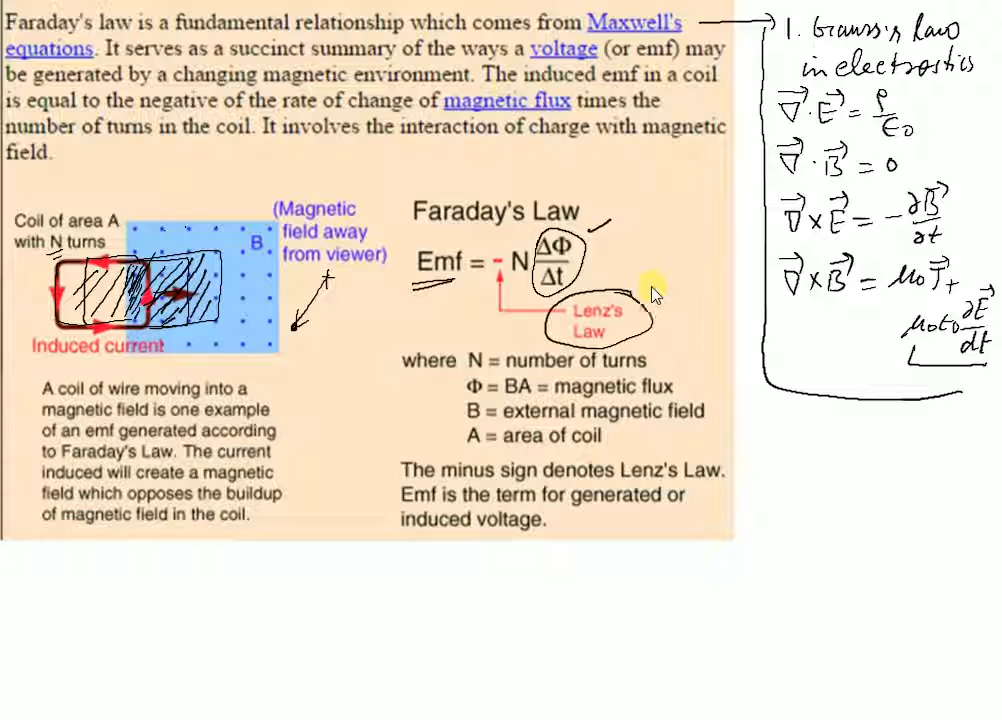 Faraday's law is a fundamental relationship which comes from Maxwell's
equations. It serves as a succinct summary of the ways a voltage (or emf) may
be generated by a changing magnetic environment. The induced emf in a coil
is equal to the negative of the rate of change of magnetic flux times the
number of turns in the coil. It involves the interaction of charge with magnetic
field.
Coil of area A
with N turns
B
(Magnetic
field away
from viewer)
Induced current
A coil of wire moving into a
magnetic field is one example
of an emf generated according
to Faraday's Law. The current
induced will create a magnetic
field which opposes the buildup
of magnetic field in the coil.
Faraday's Law
Emf = - N ΔΦ/Δt
Lenz's
Law
where N = number of turns
Φ = BA = magnetic flux
B = external magnetic field
A = area of coil
The minus sign denotes Lenz's Law.
Emf is the term for generated or
induced voltage.
1. Gauss's law
in electrostics
∇⃗·E⃗ = ρ/ϵ0
∇⃗·B⃗ = 0
∇⃗×E⃗ = -∂B⃗/∂t
∇⃗×B⃗ = μ0J⃗+
μ0ϵ0 ∂E⃗/dt